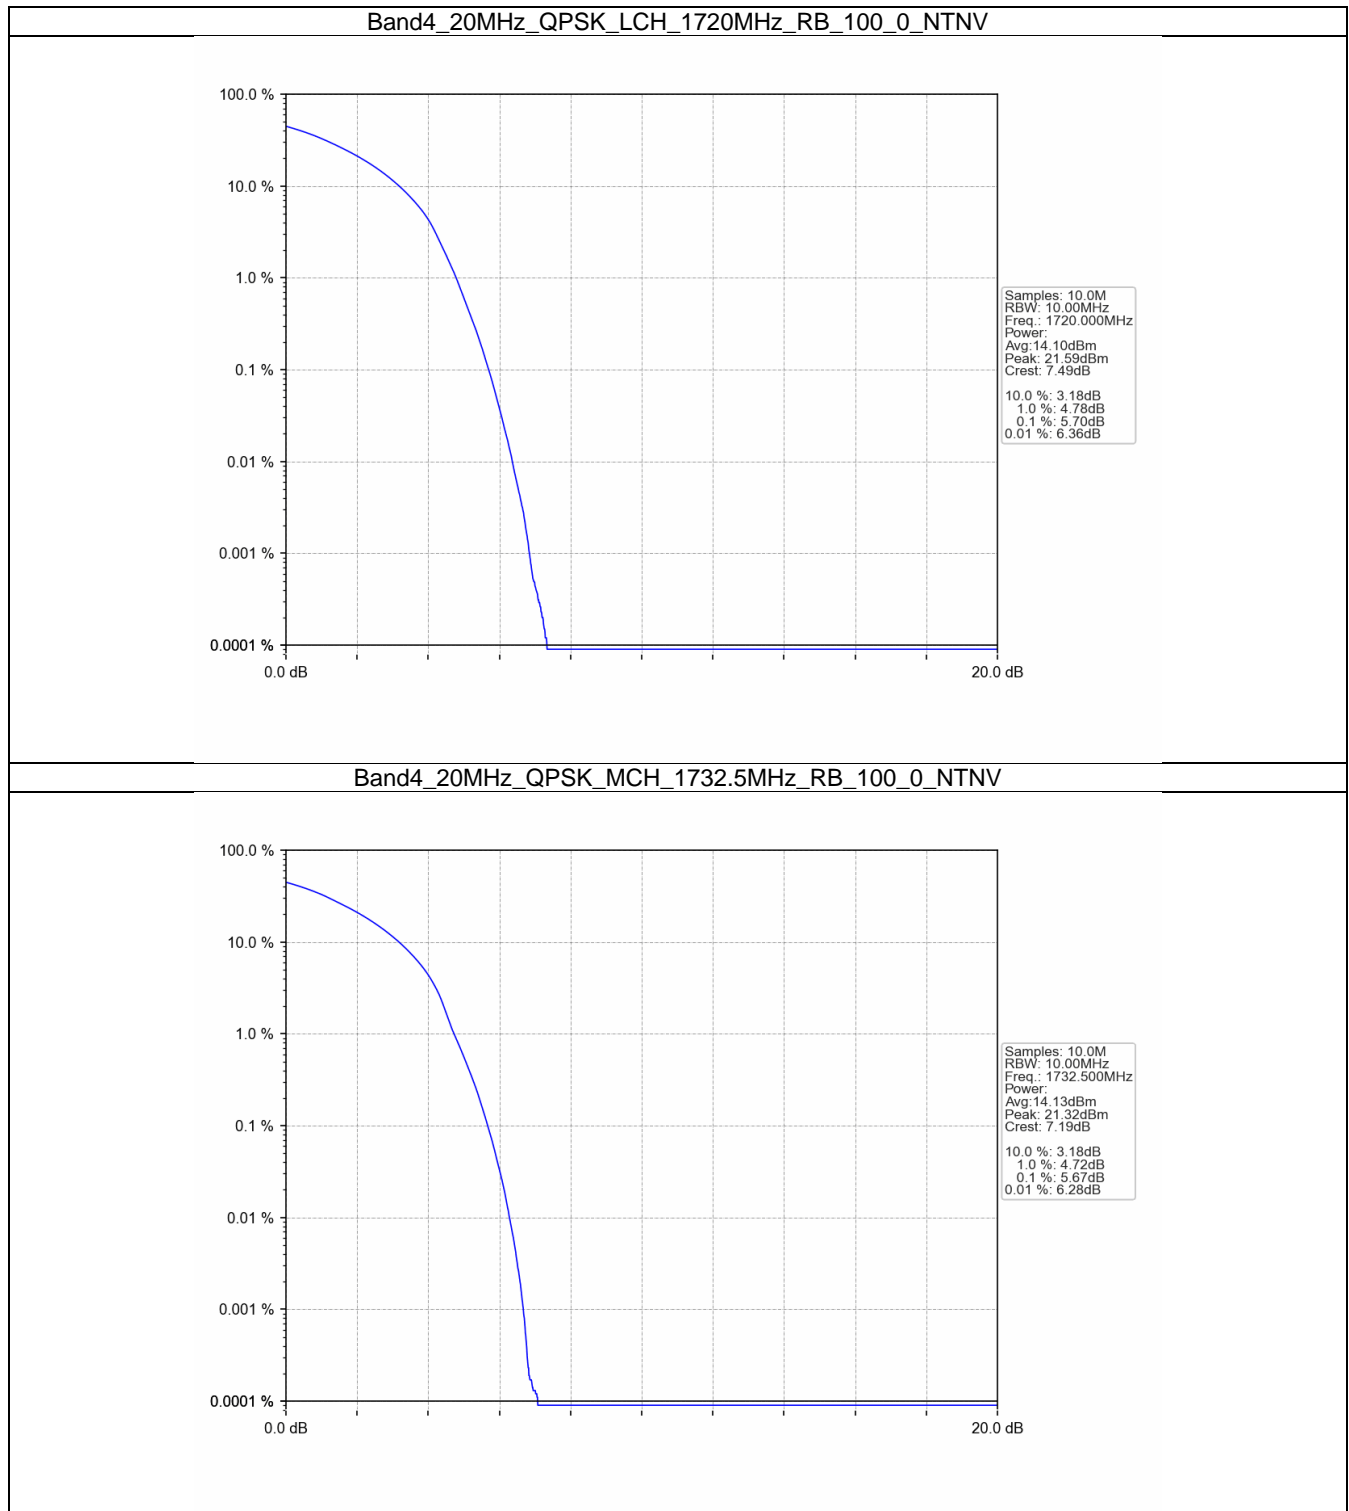 Band4_20MHz_QPSK_LCH_1720MHz_RB_100_0_NTNV
100.0 %
10.0 %
1.0 %
0.1 %
0.01 %
0.001 %
0.0001 %
0.0 dB
20.0 dB
Samples: 10.0M
RBW: 10.00MHz
Freq.: 1720.000MHz
Power:
Avg:14.10dBm
Peak: 21.59dBm
Crest: 7.49dB
10.0 %: 3.18dB
1.0 %: 4.78dB
0.1 %: 5.70dB
0.01 %: 6.36dB
Band4_20MHz_QPSK_MCH_1732.5MHz_RB_100_0_NTNV
100.0 %
10.0 %
1.0 %
0.1 %
0.01 %
0.001 %
0.0001 %
0.0 dB
20.0 dB
Samples: 10.0M
RBW: 10.00MHz
Freq.: 1732.500MHz
Power:
Avg:14.13dBm
Peak: 21.32dBm
Crest: 7.19dB
10.0 %: 3.18dB
1.0 %: 4.72dB
0.1 %: 5.67dB
0.01 %: 6.28dB